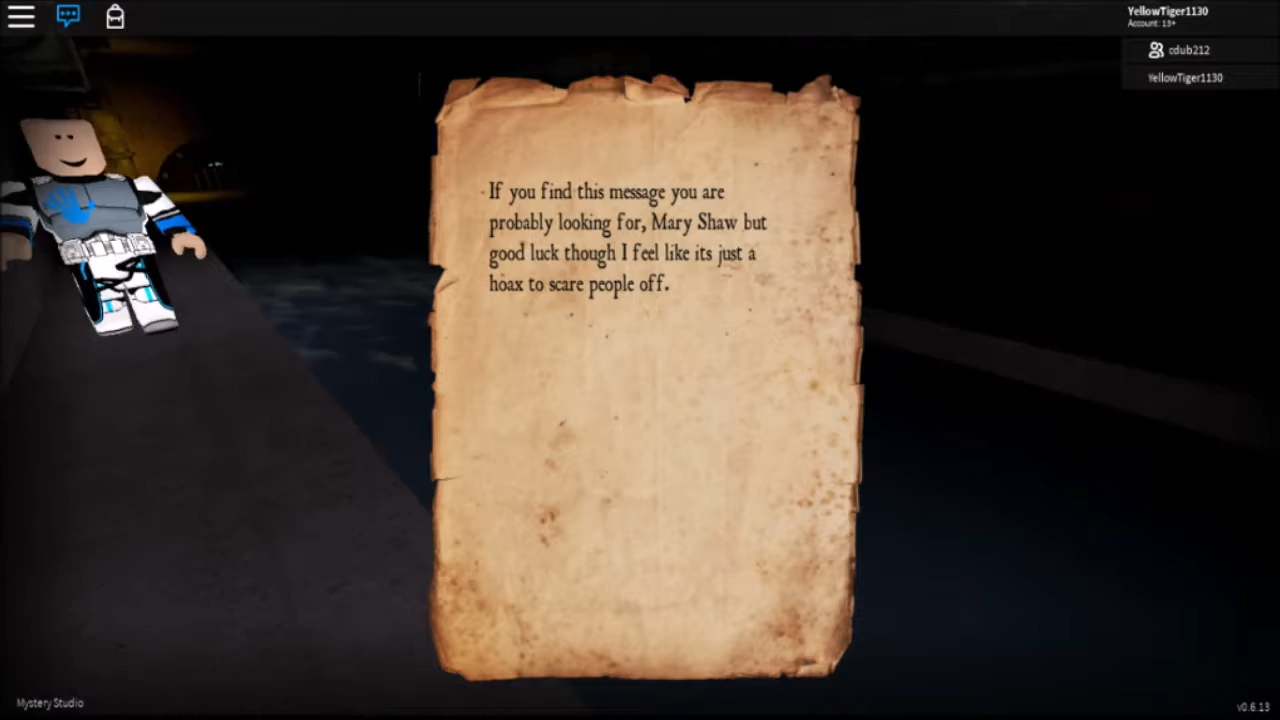 YellowTiger1130
Account: 13+
cdub212
YellowTiger1130
If you find this message you are
probably looking for, Mary Shaw but
good luck though I feel like its just a
hoax to scare people off.
Mystery Studio
v0.6.13